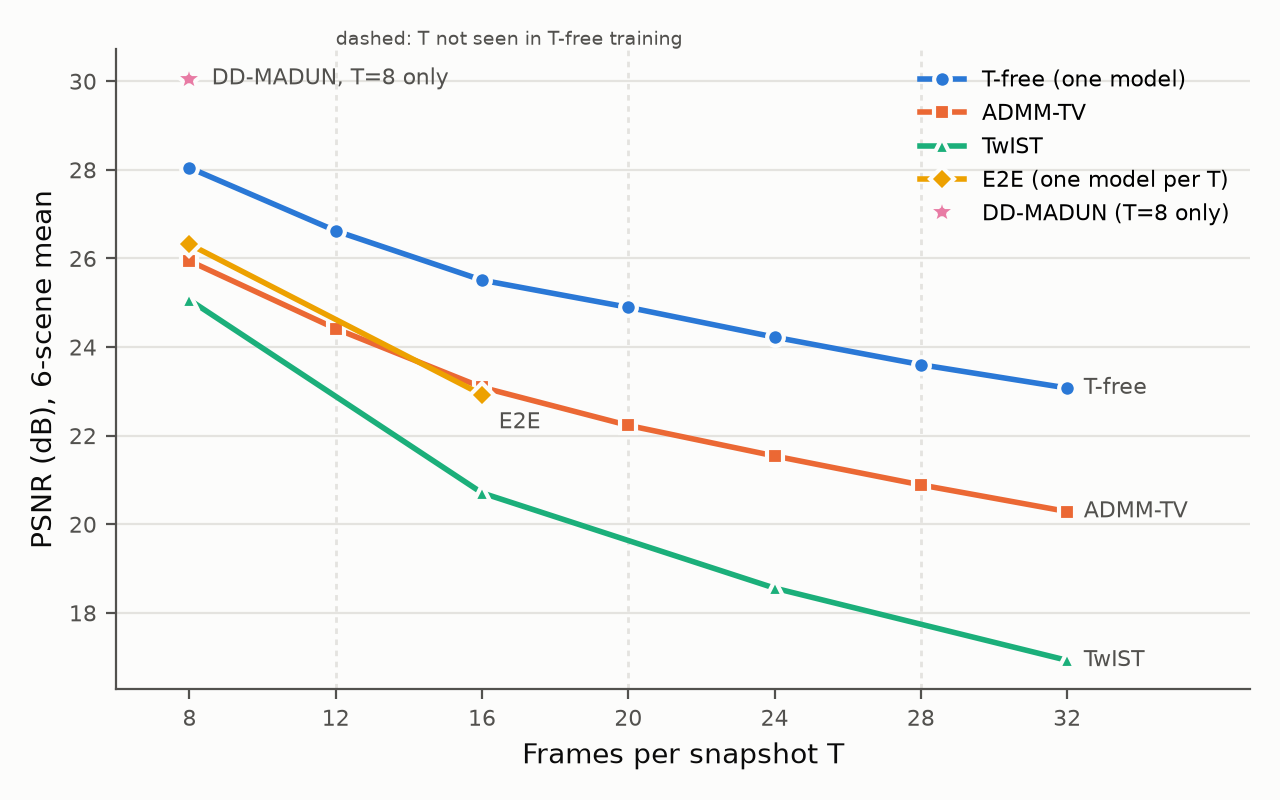 dashed: T not seen in T-free training
DD-MADUN, T=8 only
T-free (one model)
ADMM-TV
TwIST
E2E (one model per T)
DD-MADUN (T=8 only)
PSNR (dB), 6-scene mean
30
28
26
24
22
20
18
E2E
T-free
ADMM-TV
TwIST
8
12
16
20
24
28
32
Frames per snapshot T